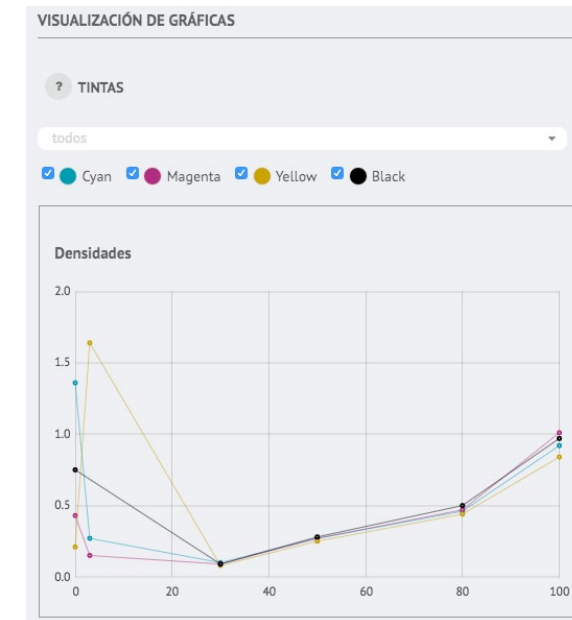 VISUALIZACIÓN DE GRÁFICAS
? TINTAS
todos
Cyan Magenta Yellow Black
Densidades
2.0
1.5
1.0
0.5
0.0
0 20 40 60 80 100